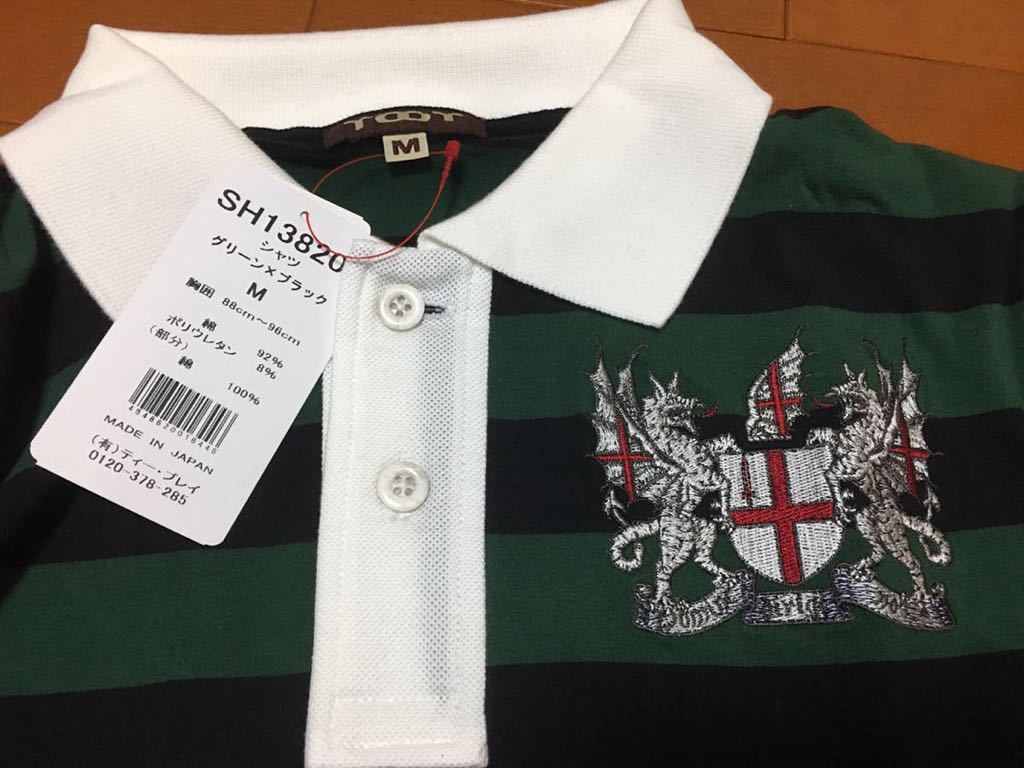 TOOT
M
SH13820
シャツ
グリーン×ブラック
M
胸囲 88cm～96cm
綿 92%
ポリウレタン 8%
(部分)
綿 100%
MADE IN JAPAN
(有)ティー・ブレイ
0120-378-285